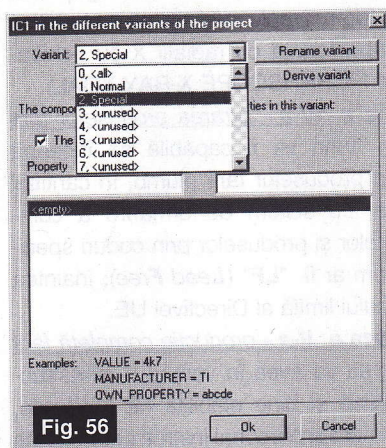 IC1 in the different variants of the project
Variant: 2, Special
Rename variant
0, <all>
1, Normal
Derive variant
2, Special
The compo
ties in this variant:
3, <unused>
4, <unused>
The
5, <unused>
6, <unused>
Property
7, <unused>
<empty>
Examples: VALUE = 4k7
MANUFACTURER = TI
OWN_PROPERTY = abcde
Fig. 56
Ok
Cancel